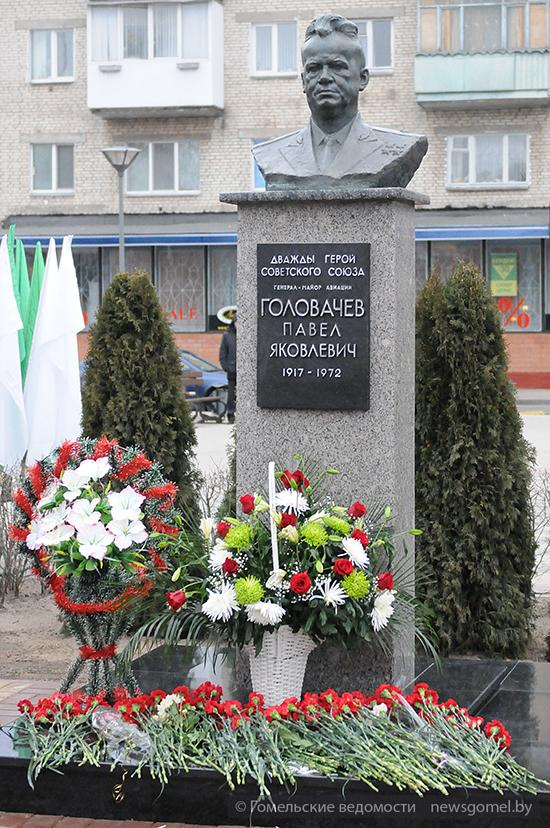 ДВАЖДЫ ГЕРОЙ
СОВЕТСКОГО СОЮЗА
ГЕНЕРАЛ-МАЙОР АВИАЦИИ
ГОЛОВАЧЕВ
ПАВЕЛ
ЯКОВЛЕВИЧ
1917 - 1972
SALE
%
© Гомельские ведомости newsgomel.by